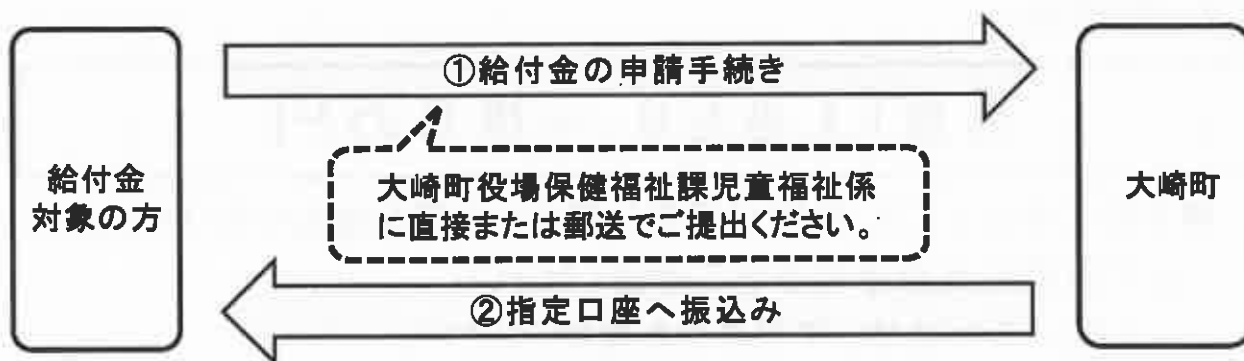 ①給付金の申請手続き
給付金
対象の方
大崎町役場保健福祉課児童福祉係
に直接または郵送でご提出ください。
大崎町
②指定口座へ振込み